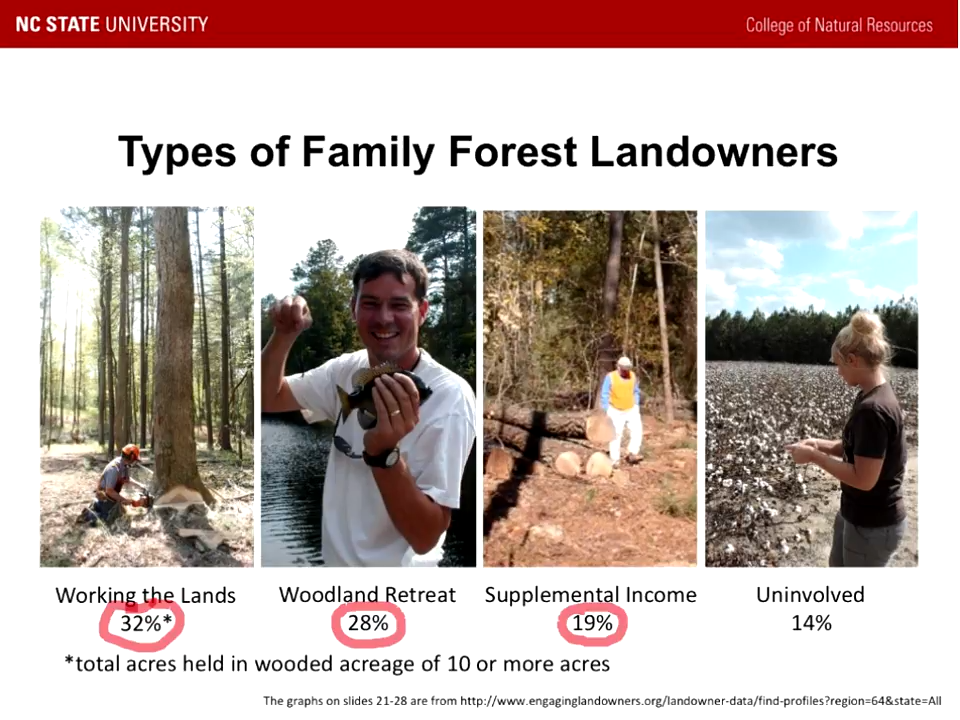 NC STATE UNIVERSITY
College of Natural Resources
Types of Family Forest Landowners
Working the Lands
32%*
Woodland Retreat
28%
Supplemental Income
19%
Uninvolved
14%
*total acres held in wooded acreage of 10 or more acres
The graphs on slides 21-28 are from http://www.engaginglandowners.org/landowner-data/find-profiles?region=64&state=All